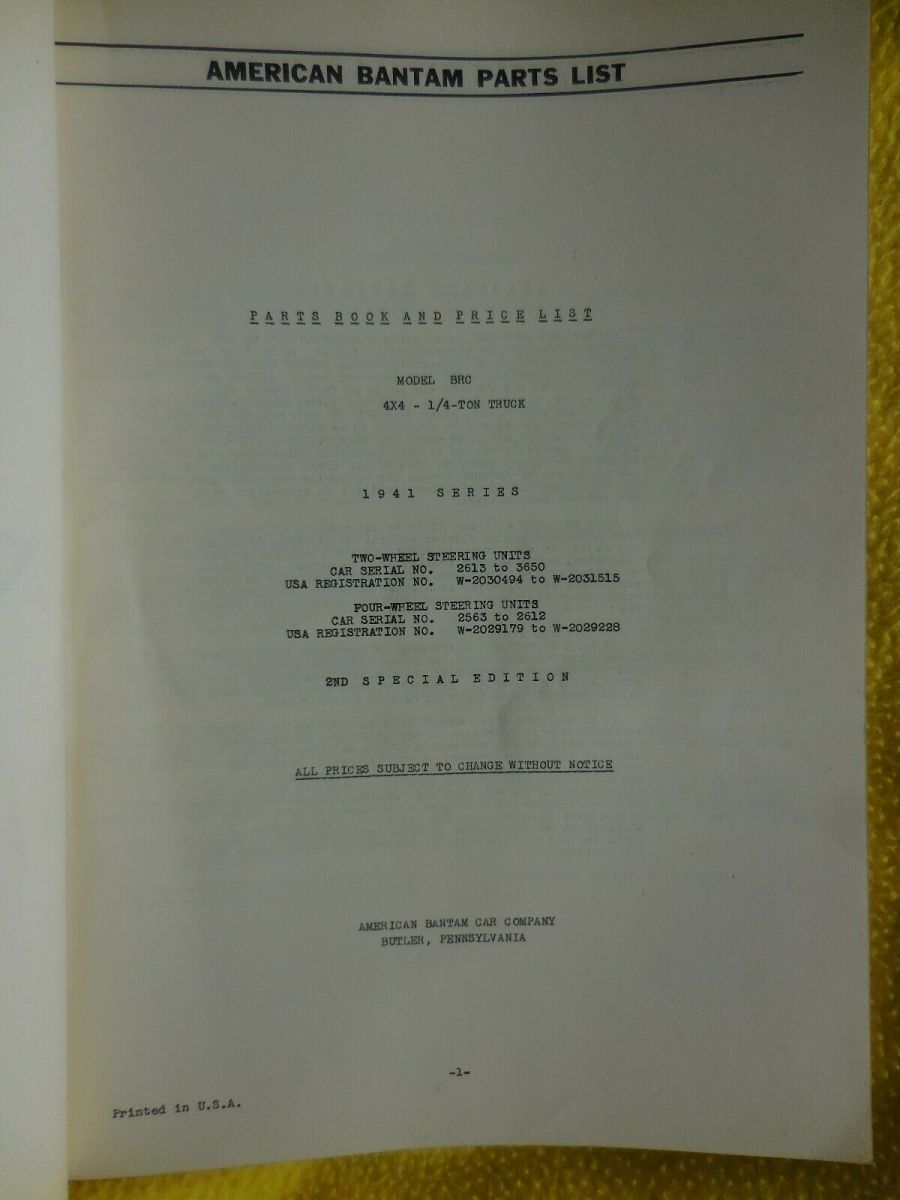 AMERICAN BANTAM PARTS LIST
PARTS BOOK AND PRICE LIST
MODEL BRC
4X4 - 1/4-TON TRUCK
1941 SERIES
TWO-WHEEL STEERING UNITS
CAR SERIAL NO. 2613 to 3650
USA REGISTRATION NO. W-2030494 to W-2031515
FOUR-WHEEL STEERING UNITS
CAR SERIAL NO. 2563 to 2612
USA REGISTRATION NO. W-2029179 to W-2029228
2ND SPECIAL EDITION
ALL PRICES SUBJECT TO CHANGE WITHOUT NOTICE
AMERICAN BANTAM CAR COMPANY
BUTLER, PENNSYLVANIA
-1-
Printed in U.S.A.